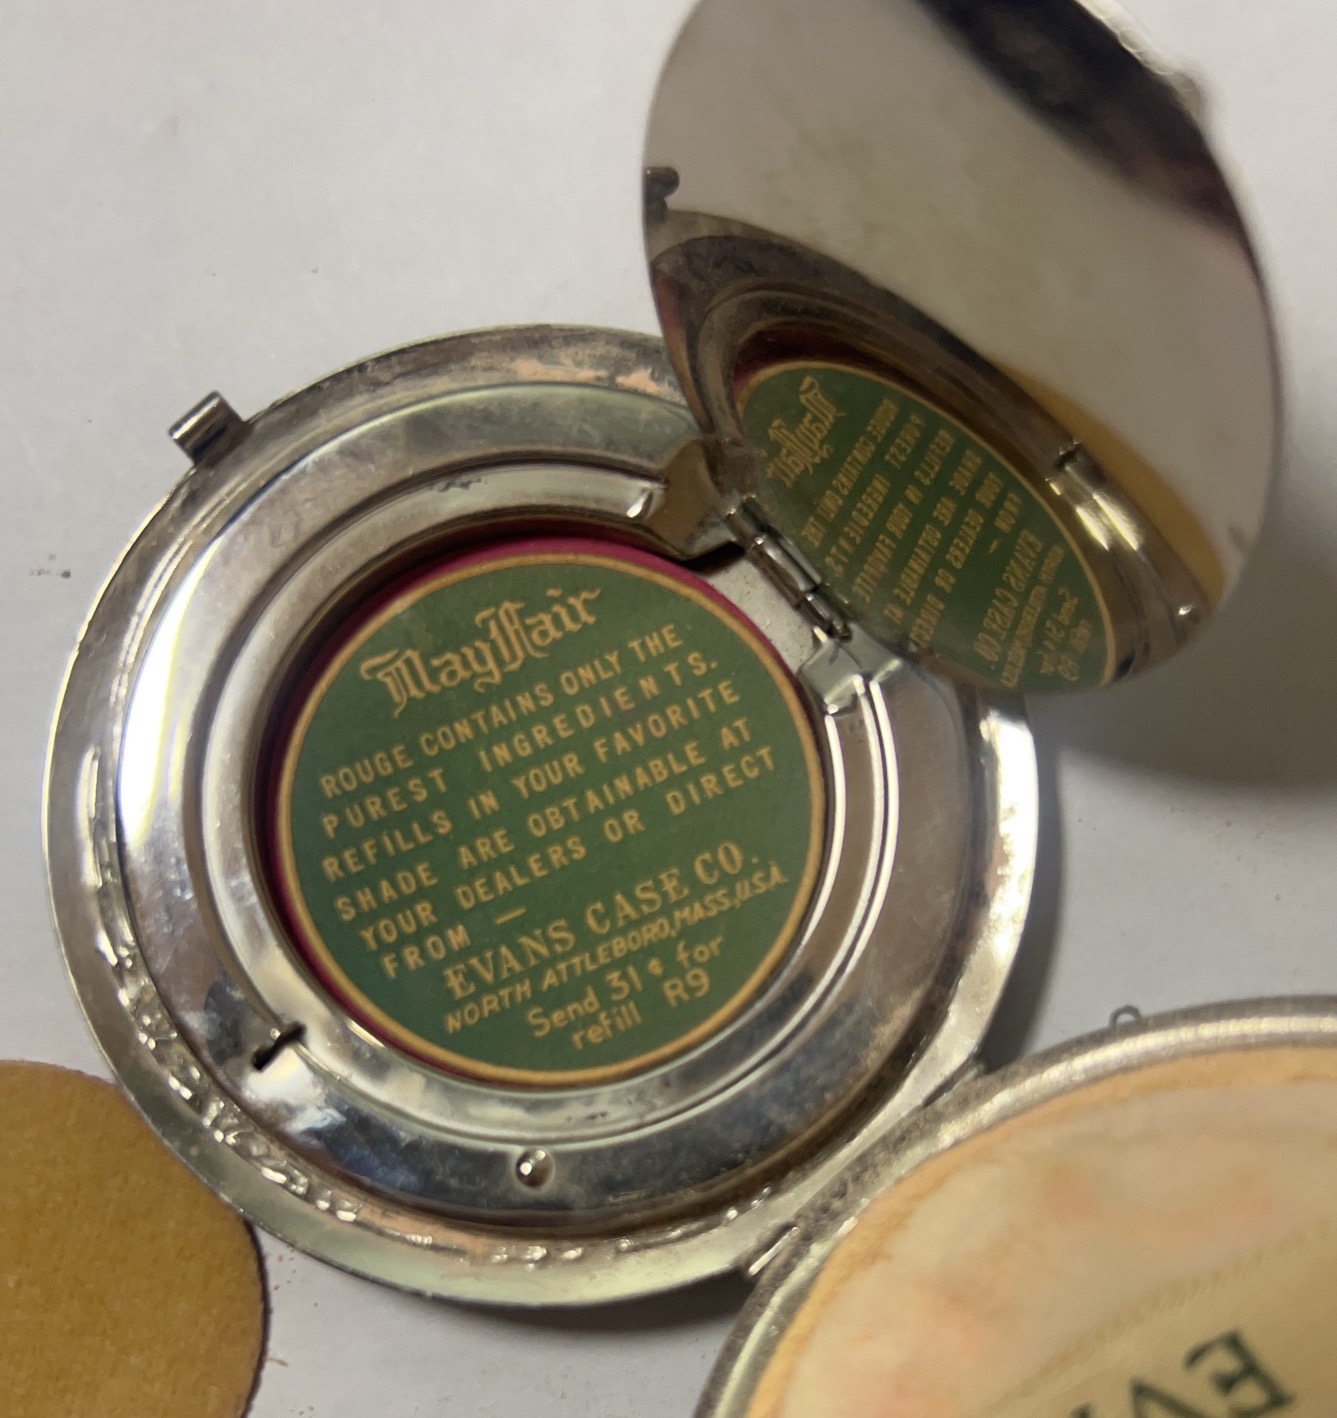 MayFair
ROUGE CONTAINS ONLY THE
PUREST INGREDIENTS.
REFILLS IN YOUR FAVORITE
SHADE ARE OBTAINABLE AT
YOUR DEALERS OR DIRECT
FROM —
EVANS CASE CO.
NORTH ATTLEBORO, MASS., U.S.A.
Send 31¢ for
refill R9
EV